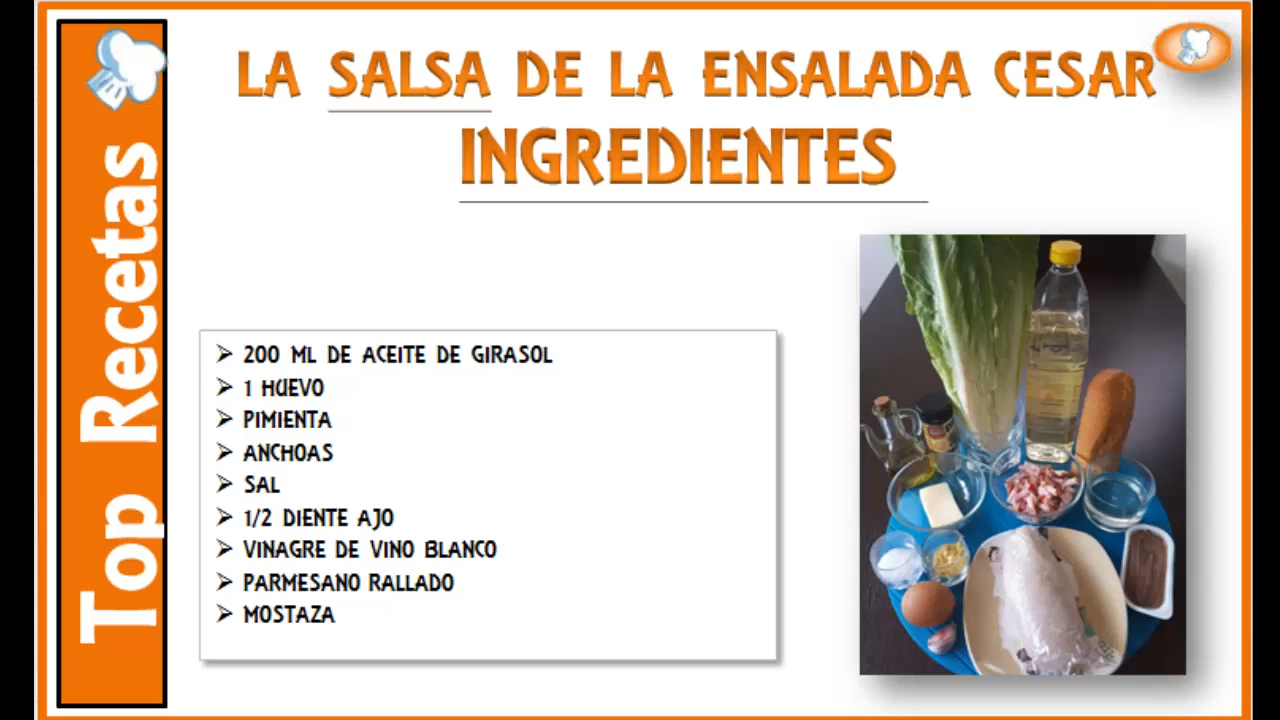 LA SALSA DE LA ENSALADA CESAR
INGREDIENTES
Top Recetas
200 ML DE ACEITE DE GIRASOL
1 HUEVO
PIMIENTA
ANCHOAS
SAL
1/2 DIENTE AJO
VINAGRE DE VINO BLANCO
PARMESANO RALLADO
MOSTAZA